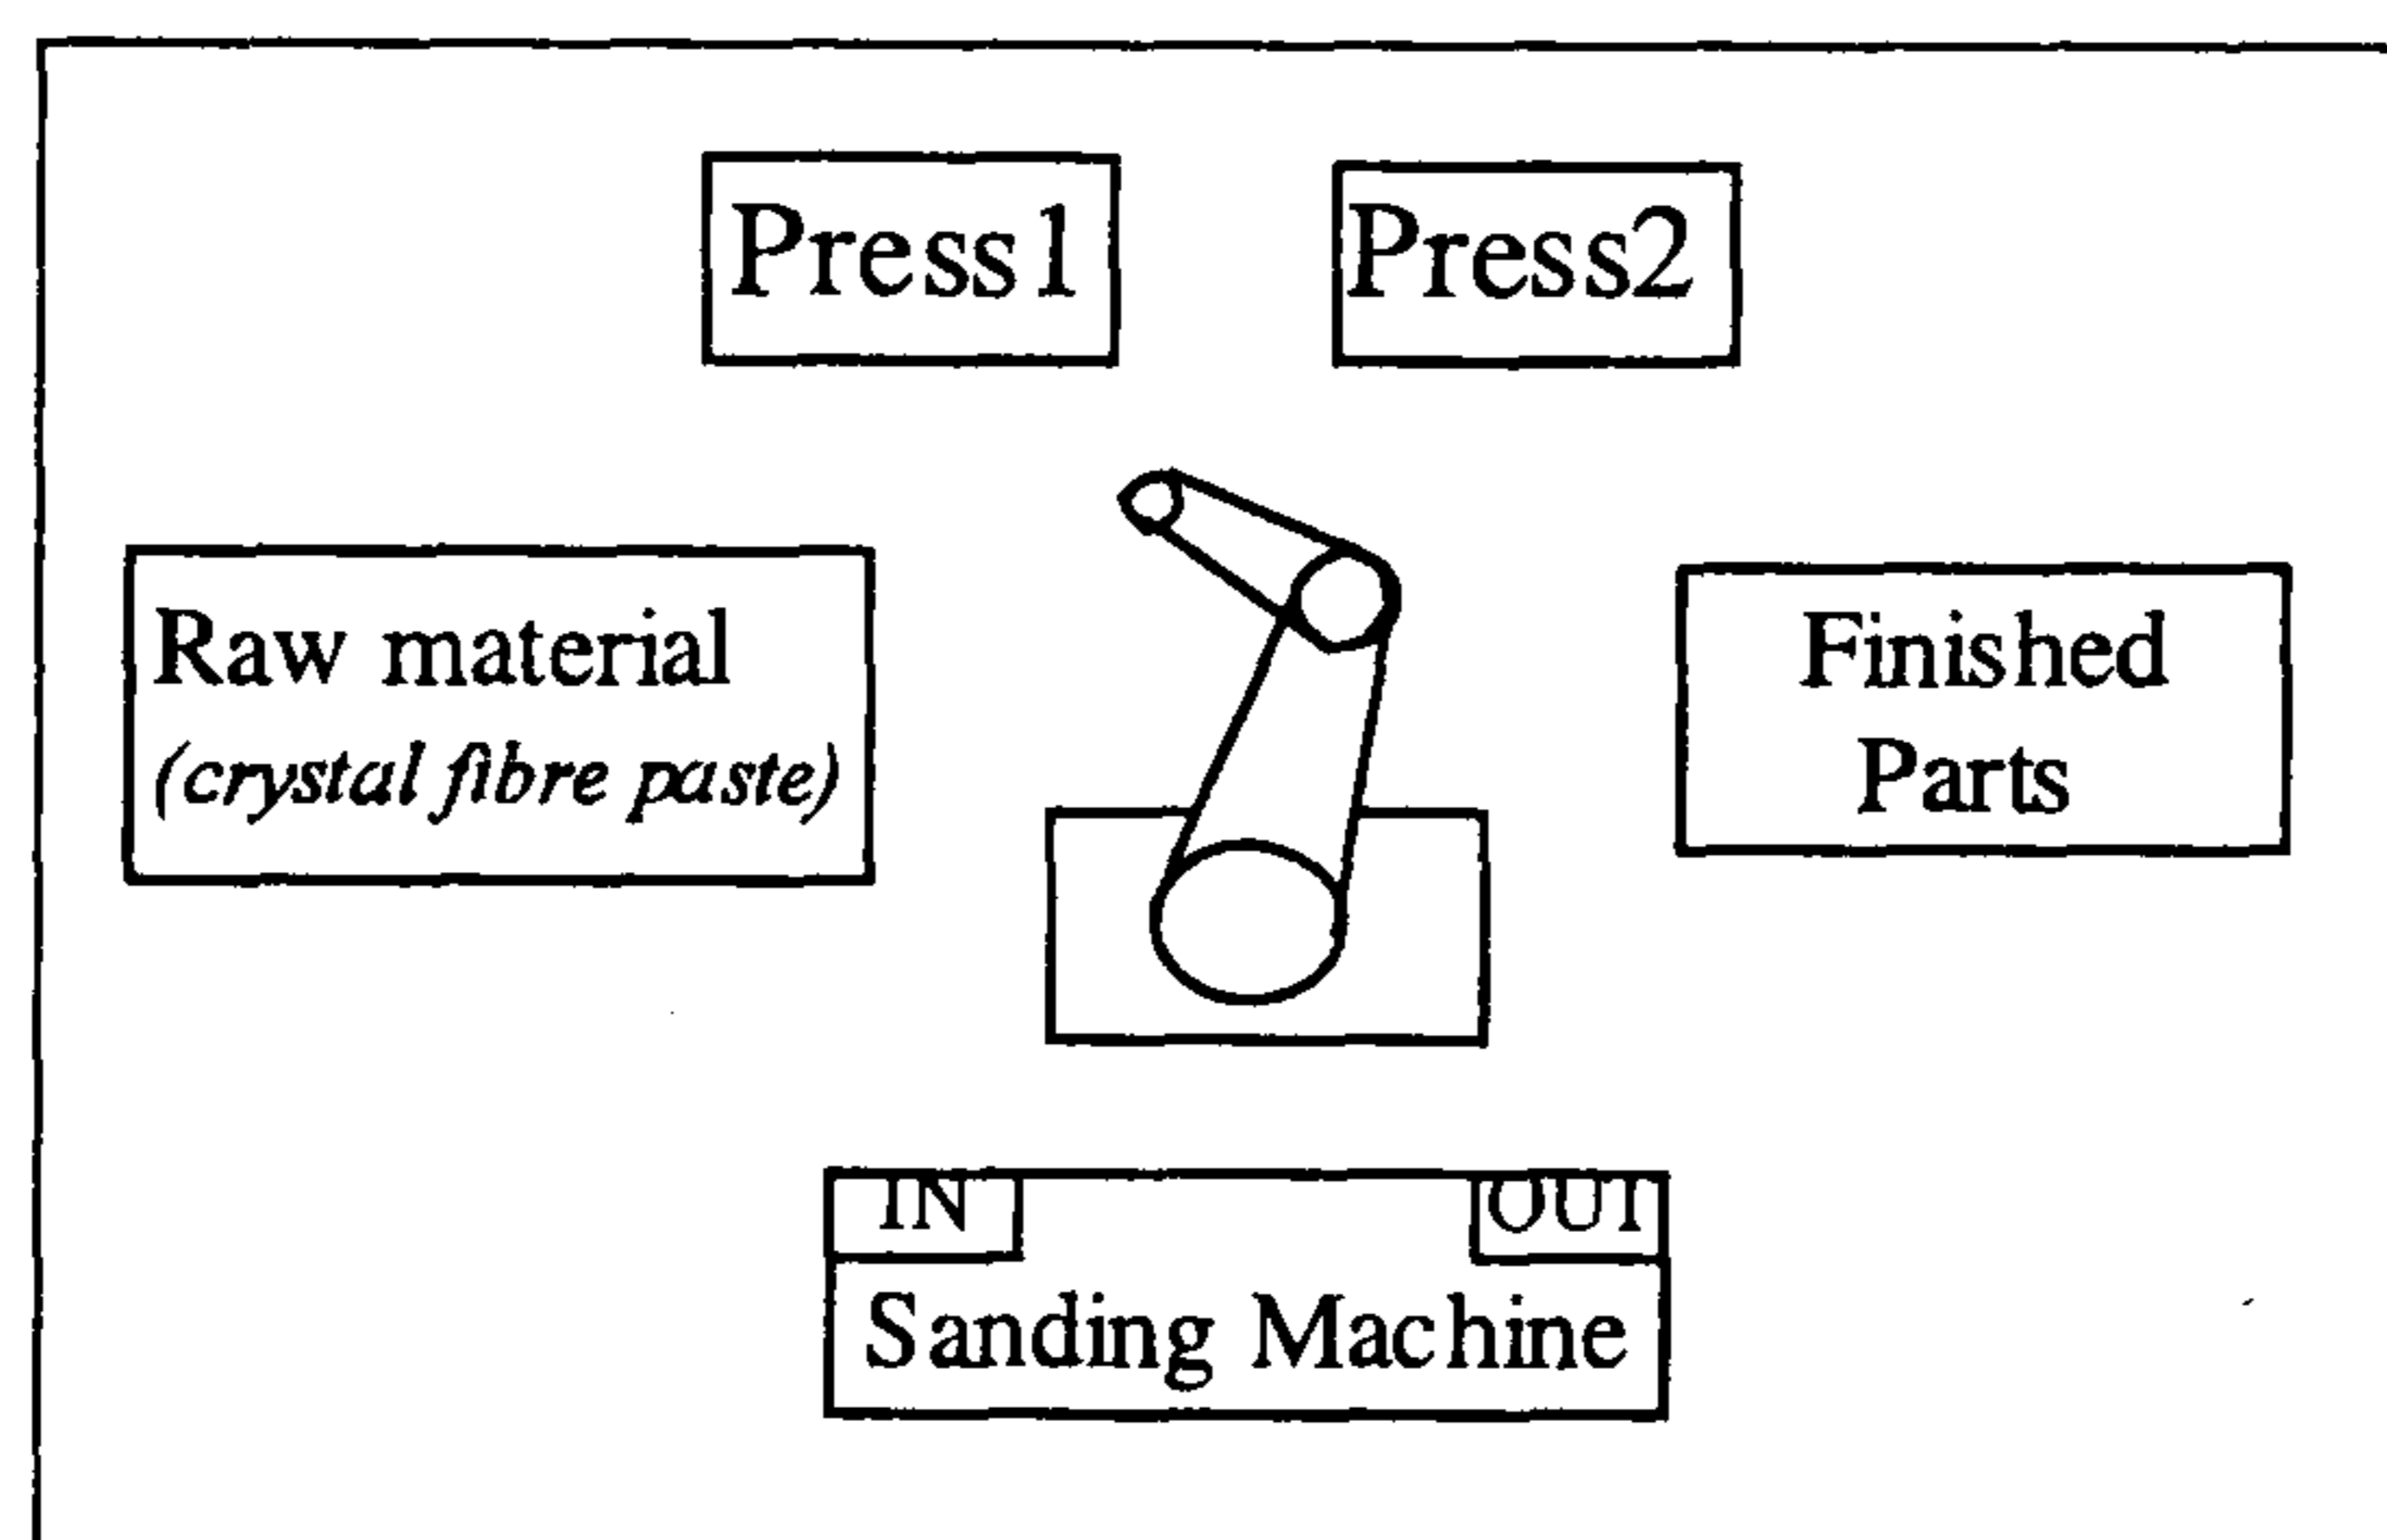 Press1
Press2
Raw material
(crystal fibre paste)
Finished
Parts
IN
OUT
Sanding Machine